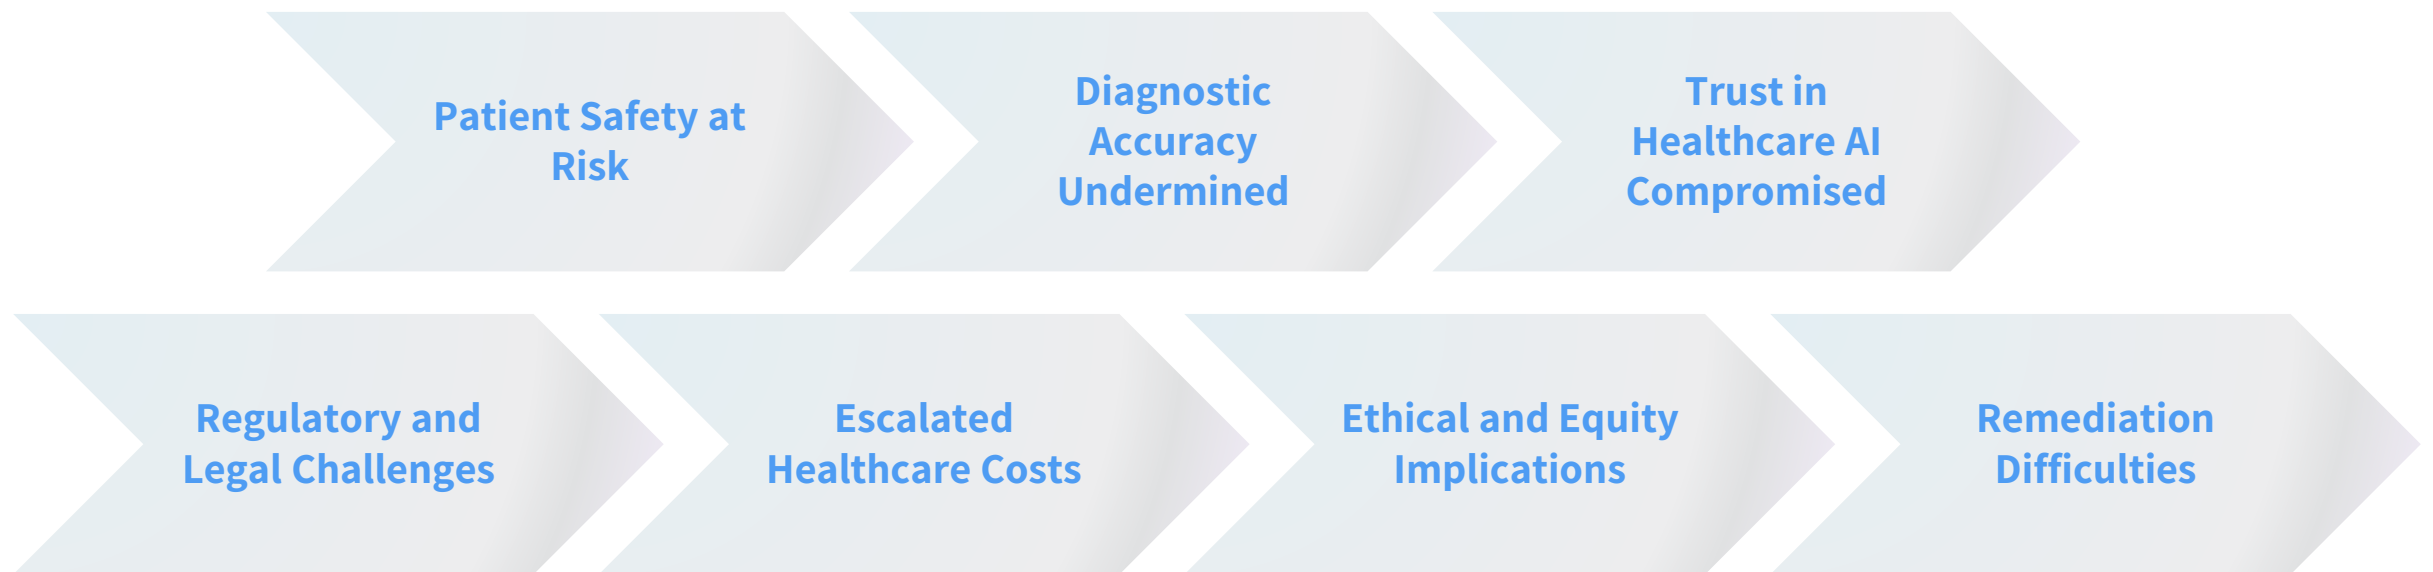 Patient Safety at
Risk
Diagnostic
Accuracy
Undermined
Trust in
Healthcare AI
Compromised
Regulatory and
Legal Challenges
Escalated
Healthcare Costs
Ethical and Equity
Implications
Remediation
Difficulties